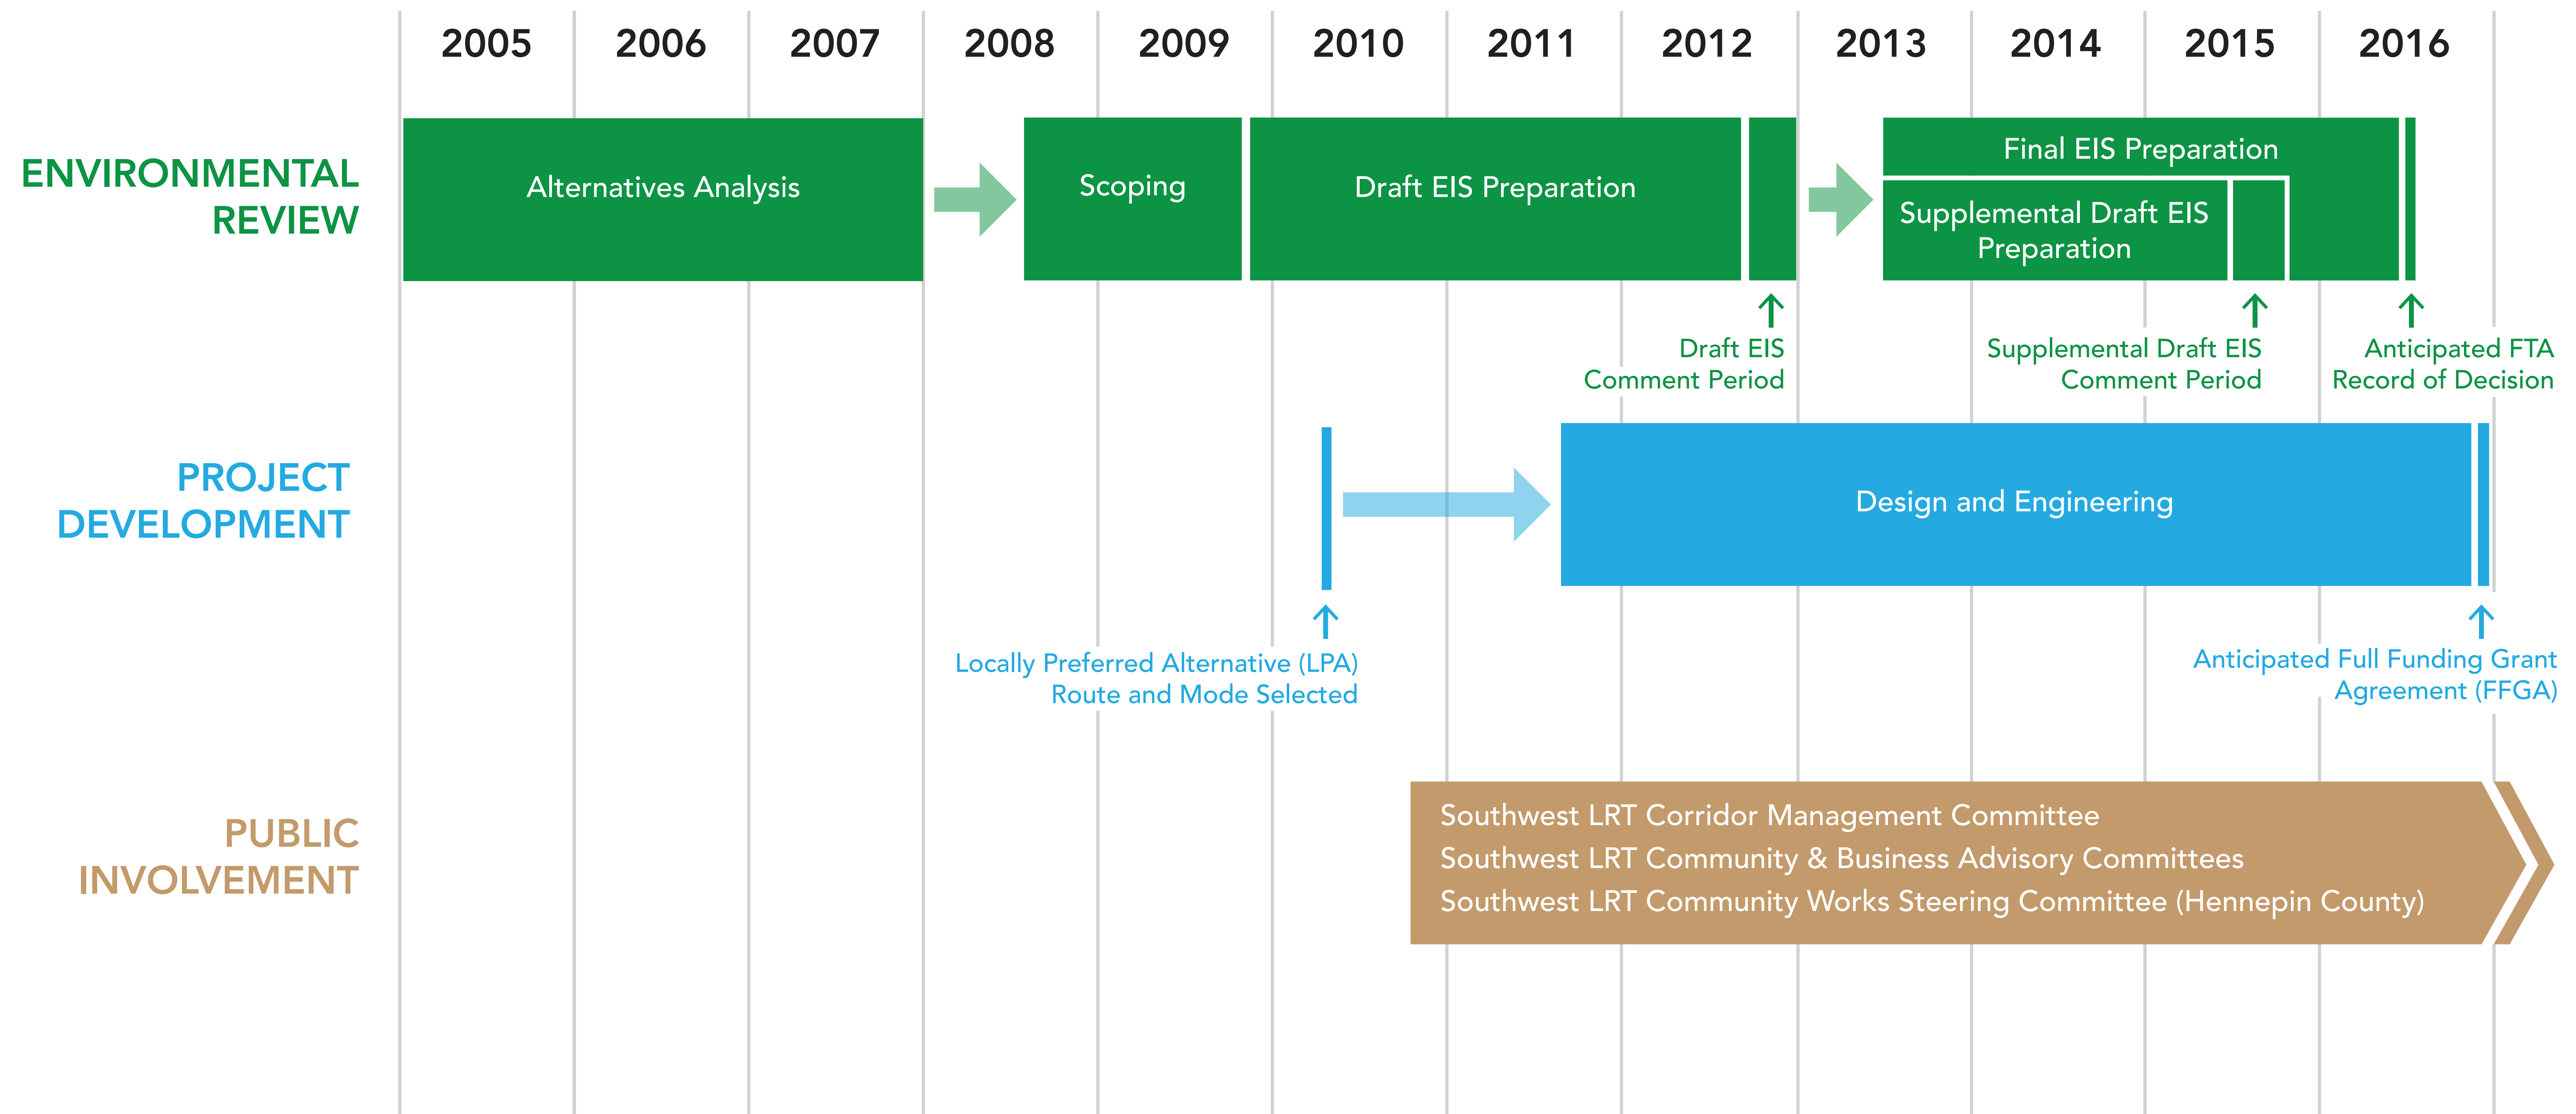 2005 2006 2007 2008 2009 2010 2011 2012 2013 2014 2015 2016
ENVIRONMENTAL
REVIEW
Alternatives Analysis
Scoping
Draft EIS Preparation
Final EIS Preparation
Supplemental Draft EIS
Preparation
Draft EIS
Comment Period
Supplemental Draft EIS
Comment Period
Anticipated FTA
Record of Decision
PROJECT
DEVELOPMENT
Design and Engineering
Locally Preferred Alternative (LPA)
Route and Mode Selected
Anticipated Full Funding Grant
Agreement (FFGA)
PUBLIC
INVOLVEMENT
Southwest LRT Corridor Management Committee
Southwest LRT Community & Business Advisory Committees
Southwest LRT Community Works Steering Committee (Hennepin County)